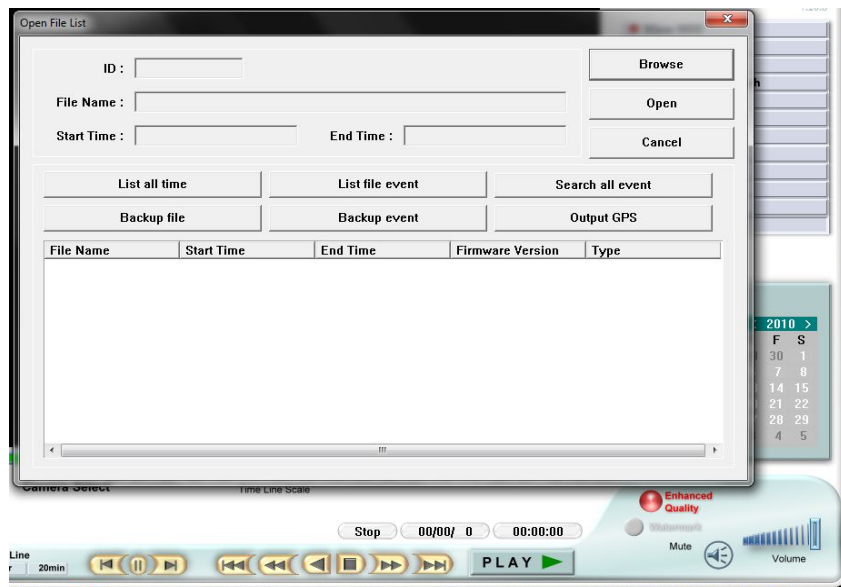 Open File List
ID :
Browse
File Name :
Open
Start Time :
End Time :
Cancel
List all time
List file event
Search all event
Backup file
Backup event
Output GPS
File Name
Start Time
End Time
Firmware Version
Type
2010 >
F S
30 1
7 8
14 15
21 22
28 29
4 5
Camera Select
Time Line Scale
Enhanced
Quality
Watermark
Stop
00/00/ 0
00:00:00
Mute
Volume
Line
20min
PLAY